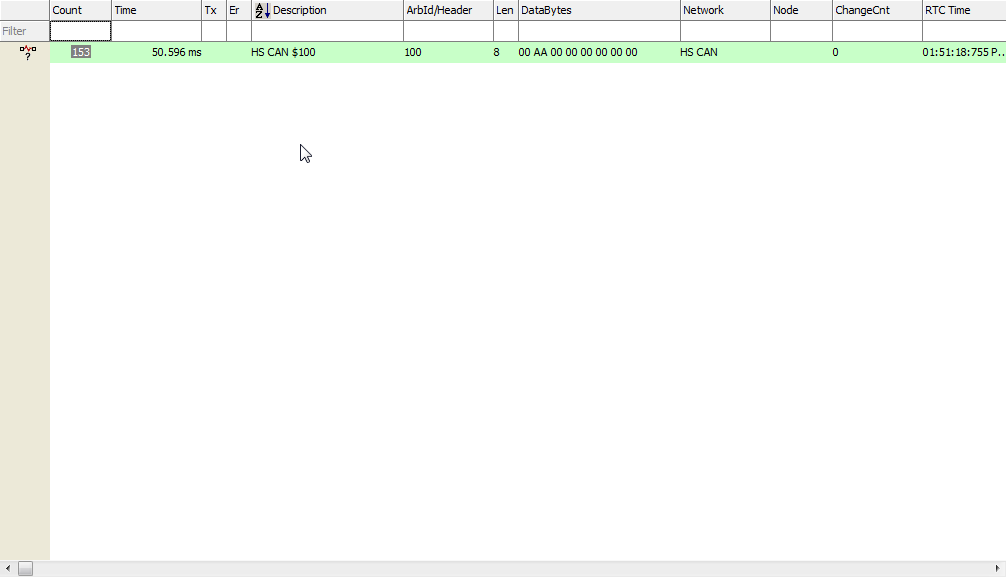 Count Time Tx Er AZ Description ArbId/Header Len DataBytes Network Node ChangeCnt RTC Time
Filter
? 153 50.596 ms HS CAN $100 100 8 00 AA 00 00 00 00 00 00 HS CAN 0 01:51:18:755 P...